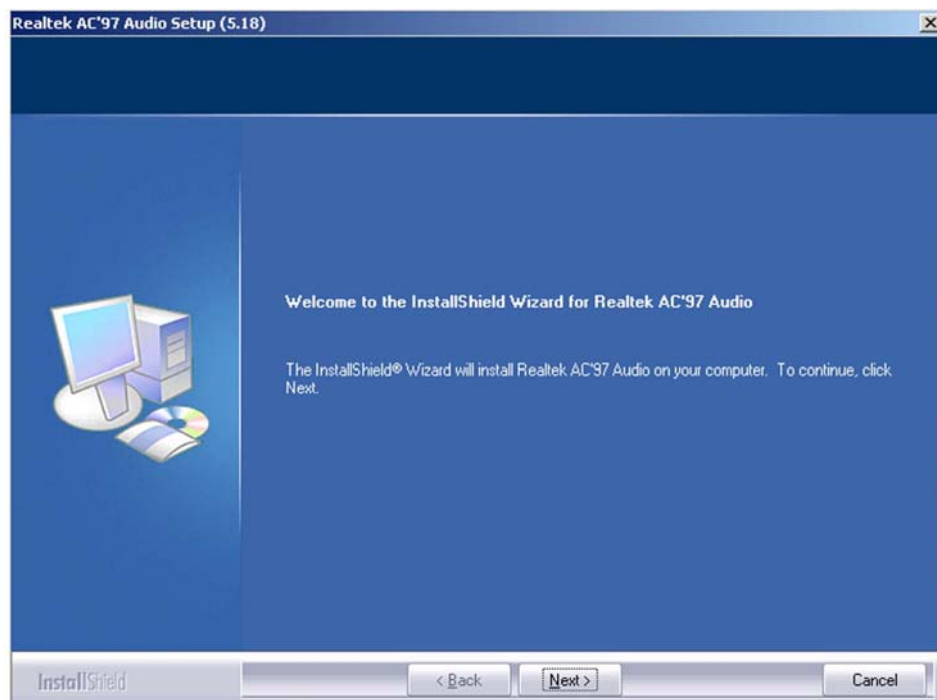 Realtek AC'97 Audio Setup (5.18)
Welcome to the InstallShield Wizard for Realtek AC'97 Audio
The InstallShield® Wizard will install Realtek AC'97 Audio on your computer. To continue, click
Next.
InstallShield
< Back
Next >
Cancel